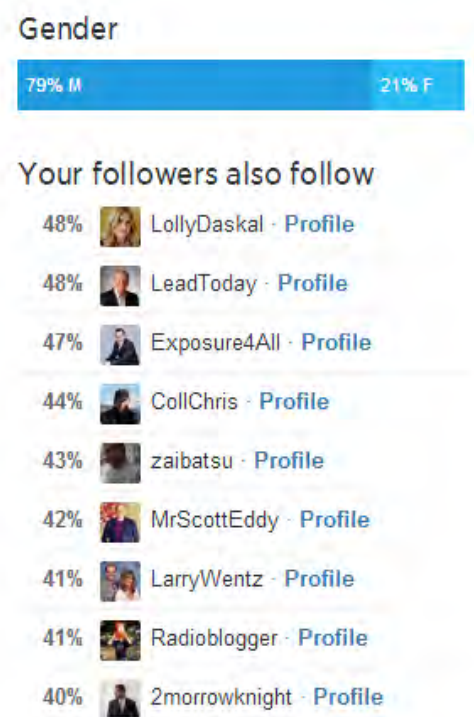 Gender
79% M 21% F
Your followers also follow
48% LollyDaskal · Profile
48% LeadToday · Profile
47% Exposure4All · Profile
44% CollChris · Profile
43% zaibatsu · Profile
42% MrScottEddy · Profile
41% LarryWentz · Profile
41% Radioblogger · Profile
40% 2morrowknight · Profile